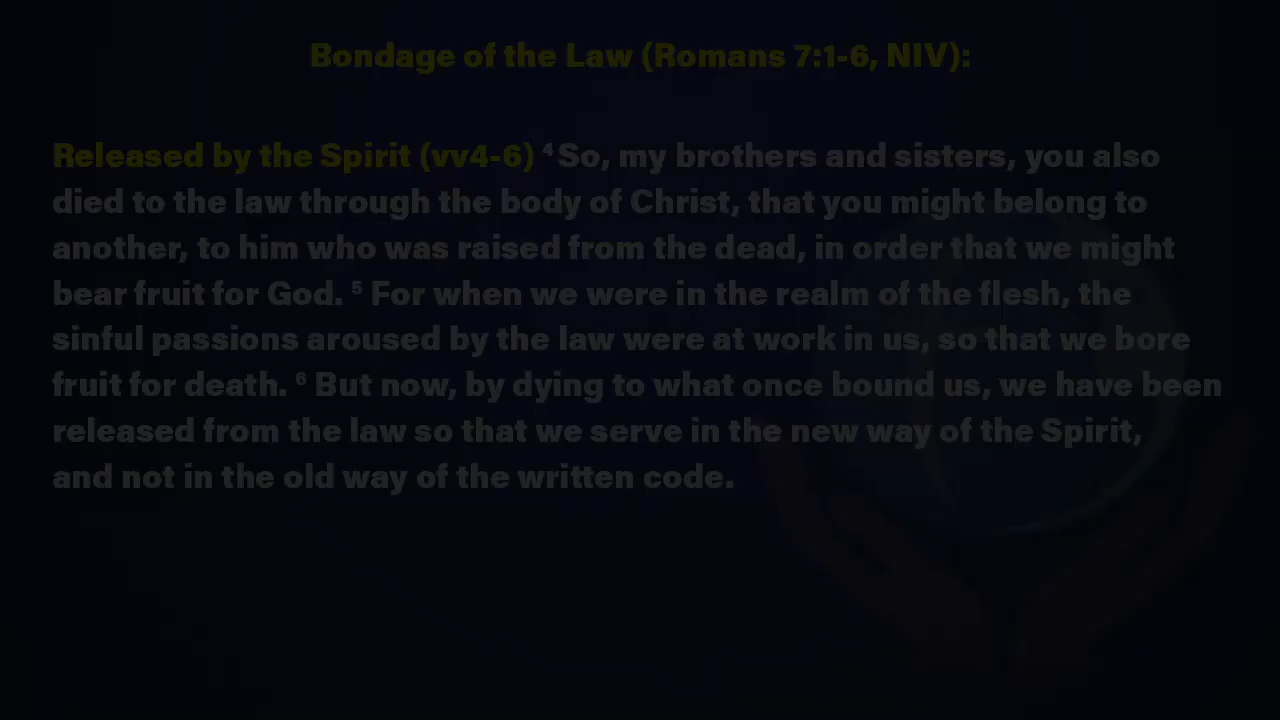 Bondage of the Law (Romans 7:1-6, NIV):
Released by the Spirit (vv4-6) ⁴ So, my brothers and sisters, you also
died to the law through the body of Christ, that you might belong to
another, to him who was raised from the dead, in order that we might
bear fruit for God. ⁵ For when we were in the realm of the flesh, the
sinful passions aroused by the law were at work in us, so that we bore
fruit for death. ⁶ But now, by dying to what once bound us, we have been
released from the law so that we serve in the new way of the Spirit,
and not in the old way of the written code.